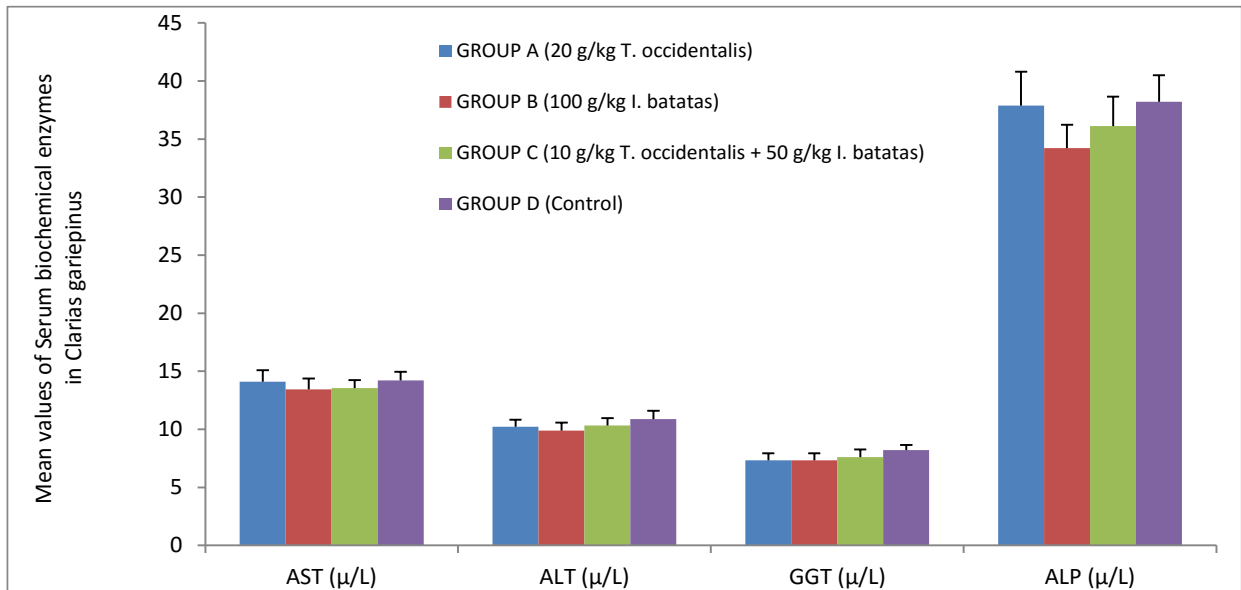 Mean values of Serum biochemical enzymes
in Clarias gariepinus
45
40
35
30
25
20
15
10
5
0
GROUP A (20 g/kg T. occidentalis)
GROUP B (100 g/kg I. batatas)
GROUP C (10 g/kg T. occidentalis + 50 g/kg I. batatas)
GROUP D (Control)
AST (µ/L) ALT (µ/L) GGT (µ/L) ALP (µ/L)